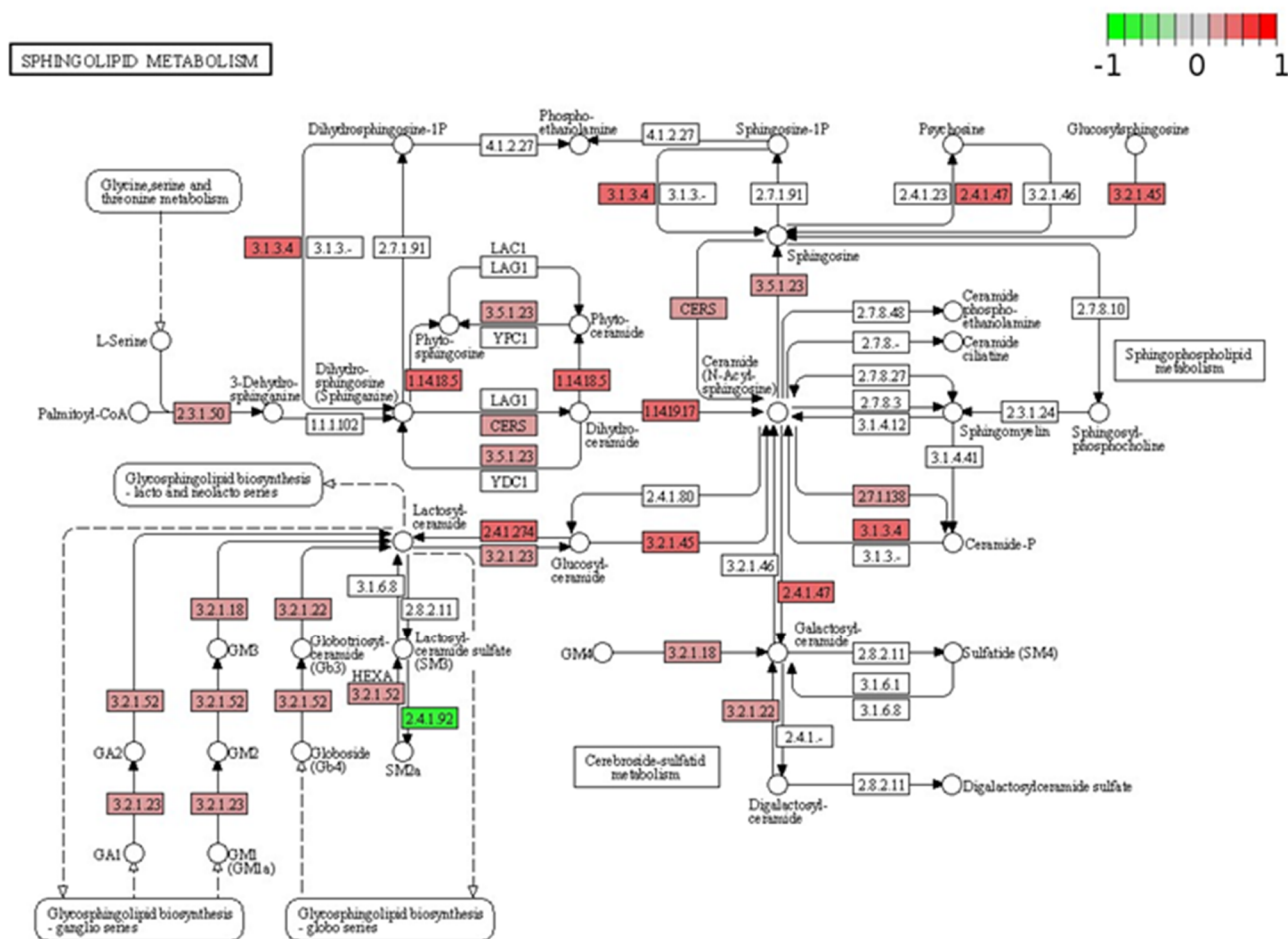 SPHINGOLIPID METABOLISM
-1
0
1
Dihydrosphingosine-1P
4.1.2.27
Phospho-
ethanolamine
4.1.2.27
Sphingosine-1P
Psychosine
Glucosylsphingosine
Glycine,serine and
threonine metabolism
3.1.3.4
3.1.3.-
2.7.1.91
2.4.1.23
2.4.1.47
3.2.1.46
3.2.1.45
3.1.3.4
3.1.3.-
2.7.1.91
LAC1
LAG1
Sphingosine
3.5.1.23
YPC1
Phyto-
sphingosine
Phyto-
ceramide
3.5.1.23
CERS
2.7.8.48
Ceramide
phospho-
ethanolamine
2.7.8.10
2.7.8.-
Ceramide
ciliatine
Sphingophospholipid
metabolism
L-Serine
3-Dehydro-
sphinganine
Dihydro-
sphingosine
(Sphinganine)
1.14.18.5
1.14.18.5
Ceramide
(N-Acyl-
sphingosine)
2.7.8.27
Palmitoyl-CoA
2.3.1.50
1.1.1.102
LAG1
CERS
Dihydro-
ceramide
1.14.19.17
2.7.8.3
3.1.4.12
Sphingomyelin
2.3.1.24
Sphingosyl-
phosphocholine
3.5.1.23
YDC1
3.1.4.41
Glycosphingolipid biosynthesis
- lacto and neolacto series
2.4.1.80
2.7.1.138
Lactosyl-
ceramide
2.4.1.274
3.2.1.23
Glucosyl-
ceramide
3.2.1.45
3.1.3.4
3.1.3.-
Ceramide-P
3.2.1.46
2.4.1.47
3.1.6.8
2.8.2.11
3.2.1.18
3.2.1.22
GM3
Globotriosyl-
ceramide
(Gb3)
Lactosyl-
ceramide sulfate
(SM3)
GM4
3.2.1.18
Galactosyl-
ceramide
2.8.2.11
Sulfatide (SM4)
3.1.6.1
3.1.6.8
HEXA
3.2.1.52
3.2.1.52
3.2.1.52
3.2.1.52
2.4.1.92
3.2.1.22
2.4.1.-
GA2
GM2
Globoside
(Gb4)
SM2a
Cerebroside-sulfatid
metabolism
2.8.2.11
Digalactosylceramide sulfate
Digalactosyl-
ceramide
3.2.1.23
3.2.1.23
GA1
GM1
(GM1a)
Glycosphingolipid biosynthesis
- ganglio series
Glycosphingolipid biosynthesis
- globo series